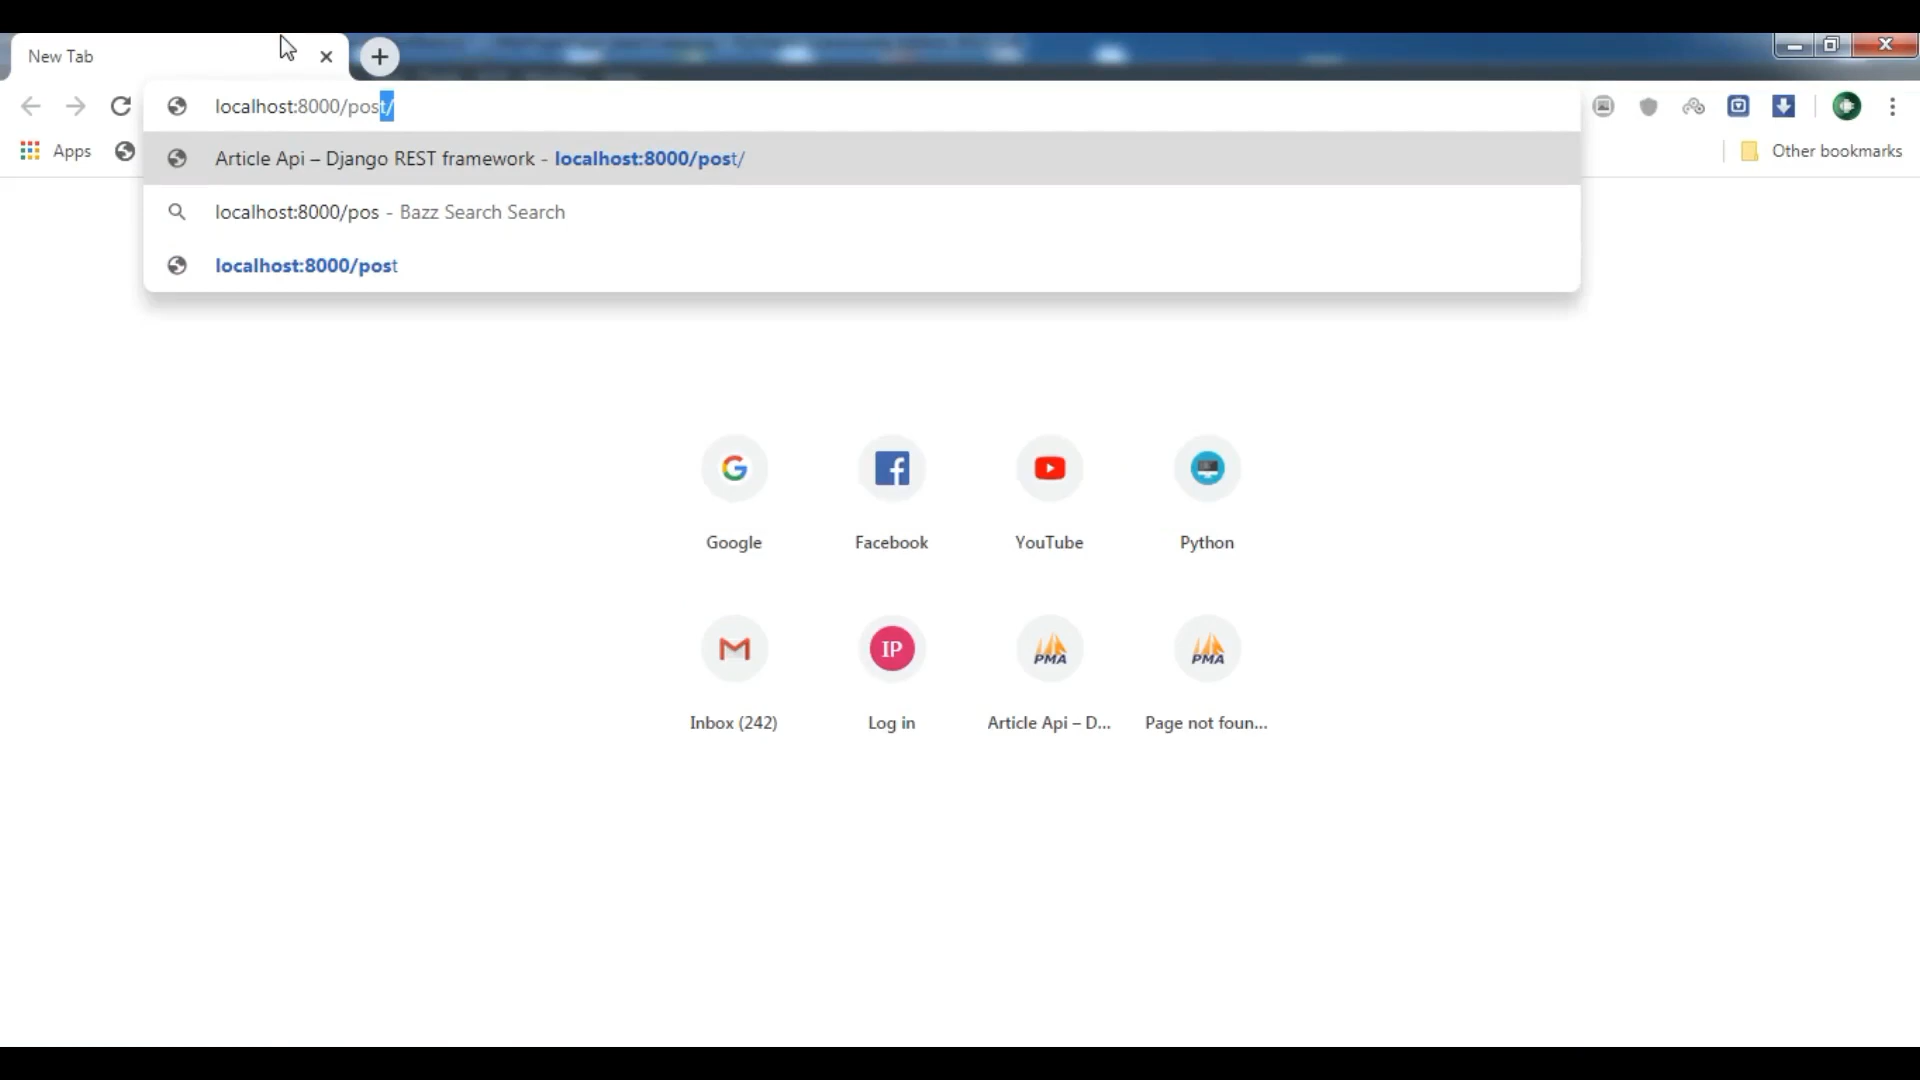 New Tab
localhost:8000/post/
Apps
Other bookmarks
Article Api – Django REST framework - localhost:8000/post/
localhost:8000/pos - Bazz Search Search
localhost:8000/post
Google
Facebook
YouTube
Python
IP
PMA
PMA
Inbox (242)
Log in
Article Api – D...
Page not foun...